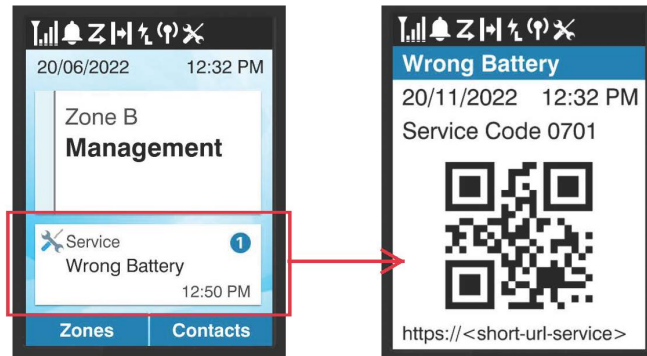 20/06/2022 12:32 PM
Zone B
Management
Service 1
Wrong Battery
12:50 PM
Zones Contacts
Wrong Battery
20/11/2022 12:32 PM
Service Code 0701
https://<short-url-service>